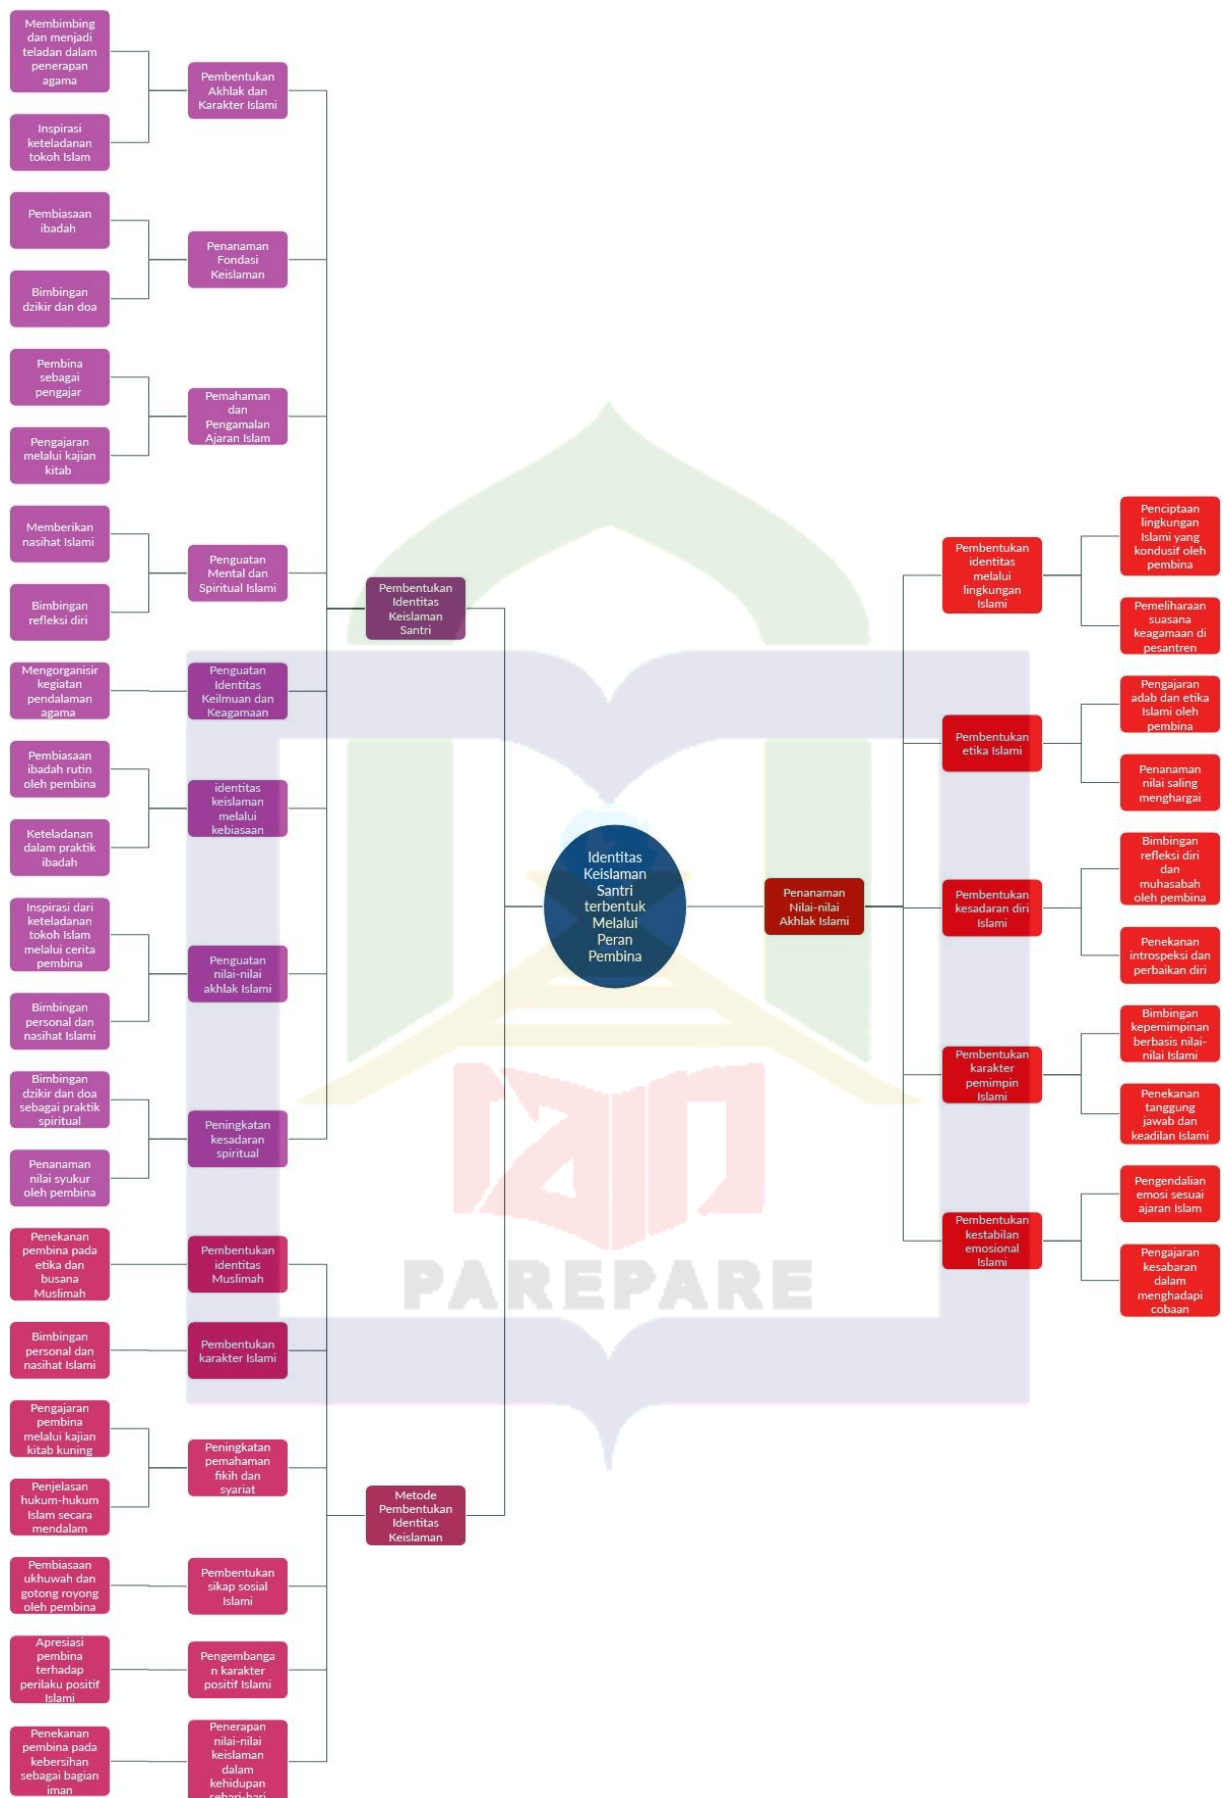 Membimbing
dan menjadi
teladan dalam
penerapan
agama
Inspirasi
keteladanan
tokoh Islam
Pembentukan
Akhlak dan
Karakter Islami
Pembiasaan
ibadah
Bimbingan
dzikir dan doa
Penanaman
Fondasi
Keislaman
Pembina
sebagai
pengajar
Pengajaran
melalui kajian
kitab
Pemahaman
dan
Pengamalan
Ajaran Islam
Memberikan
nasihat Islami
Bimbingan
refleksi diri
Penguatan
Mental dan
Spiritual Islami
Mengorganisir
kegiatan
pendalaman
agama
Penguatan
Identitas
Keilmuan dan
Keagamaan
Pembiasaan
ibadah rutin
oleh pembina
Keteladanan
dalam praktik
ibadah
identitas
keislaman
melalui
kebiasaan
Inspirasi dari
keteladanan
tokoh Islam
melalui cerita
pembina
Bimbingan
personal dan
nasihat Islami
Penguatan
nilai-nilai
akhlak Islami
Bimbingan
dzikir dan doa
sebagai praktik
spiritual
Penanaman
nilai syukur
oleh pembina
Peningkatan
kesadaran
spiritual
Pembentukan
Identitas
Keislaman
Santri
Penekanan
pembina pada
etika dan
busana
Muslimah
Pembentukan
identitas
Muslimah
Bimbingan
personal dan
nasihat Islami
Pembentukan
karakter Islami
Pengajaran
pembina
melalui kajian
kitab kuning
Penjelasan
hukum-hukum
Islam secara
mendalam
Peningkatan
pemahaman
fikih dan
syariat
Pembiasaan
ukhuwah dan
gotong royong
oleh pembina
Pembentukan
sikap sosial
Islami
Apresiasi
pembina
terhadap
perilaku positif
Islami
Pengembanga
n karakter
positif Islami
Penekanan
pembina pada
kebersihan
sebagai bagian
iman
Penerapan
nilai-nilai
keislaman
dalam
kehidupan
sehari-hari
Metode
Pembentukan
Identitas
Keislaman
Identitas
Keislaman
Santri
terbentuk
Melalui
Peran
Pembina
Penanaman
Nilai-nilai
Akhlak Islami
Pembentukan
identitas
melalui
lingkungan
Islami
Penciptaan
lingkungan
Islami yang
kondusif oleh
pembina
Pemeliharaan
suasana
keagamaan di
pesantren
Pembentukan
etika Islami
Pengajaran
adab dan etika
Islami oleh
pembina
Penanaman
nilai saling
menghargai
Pembentukan
kesadaran diri
Islami
Bimbingan
refleksi diri
dan
muhasabah
oleh pembina
Penekanan
introspeksi dan
perbaikan diri
Pembentukan
karakter
pemimpin
Islami
Bimbingan
kepemimpinan
berbasis nilai-
nilai Islami
Penekanan
tanggung
jawab dan
keadilan Islami
Pembentukan
kestabilan
emosional
Islami
Pengendalian
emosi sesuai
ajaran Islam
Pengajaran
kesabaran
dalam
menghadapi
cobaan
iain
PAREPARE